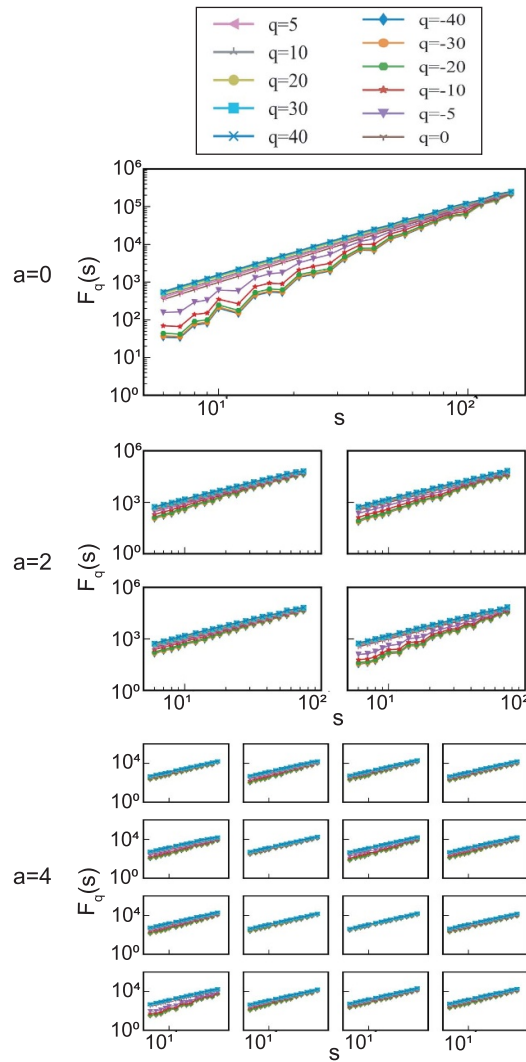 q=5 q=-40
q=10 q=-30
q=20 q=-20
q=30 q=-10
q=40 q=-5
q=0
a=0
F_q(s)
10⁶
10⁵
10⁴
10³
10²
10¹
10⁰
10¹ 10²
s
a=2
F_q(s)
10⁶ 
10³
10⁰
10⁶
10³
10⁰
10¹ 10² 10¹ 10²
s
a=4
F_q(s)
10⁴
10⁰
10⁴
10⁰
10⁴
10⁰
10⁴
10⁰
10¹ 10¹ 10¹ 10¹
s